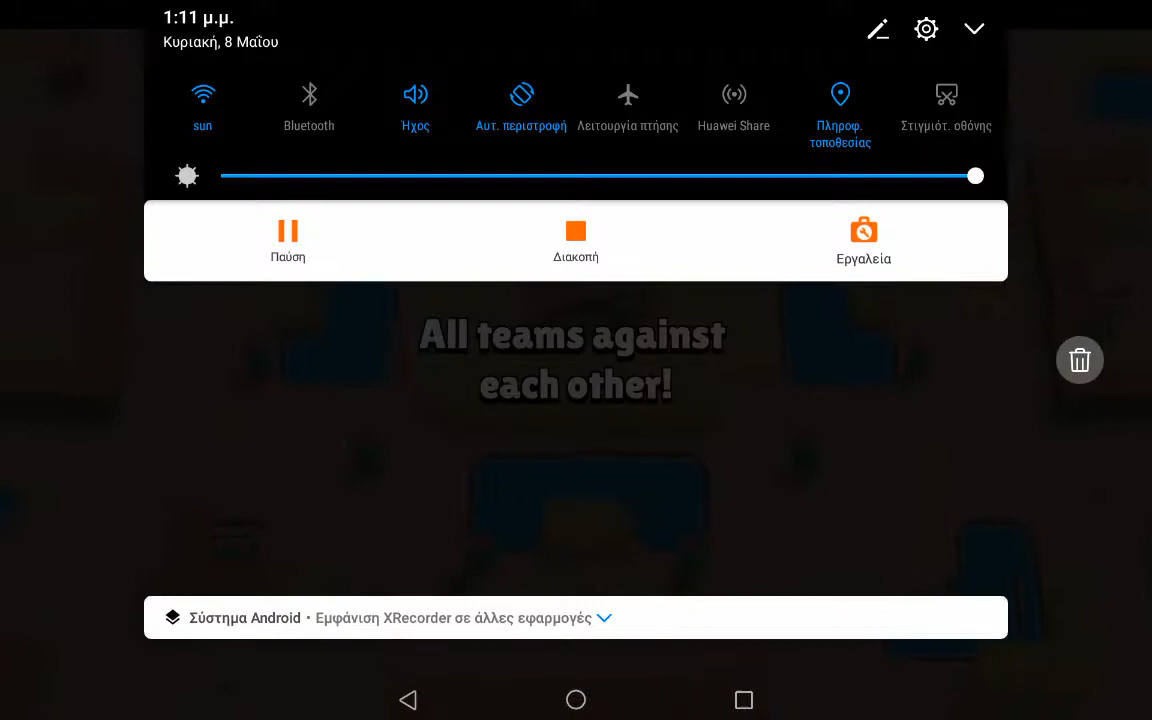 1:11 μ.μ.
Κυριακή, 8 Μαΐου
sun
Bluetooth
Ήχος
Αυτ. περιστροφή
Λειτουργία πτήσης
Huawei Share
Πληροφ.
τοποθεσίας
Στιγμιότ. οθόνης
Παύση
Διακοπή
Εργαλεία
All teams against
each other!
Σύστημα Android • Εμφάνιση XRecorder σε άλλες εφαρμογές